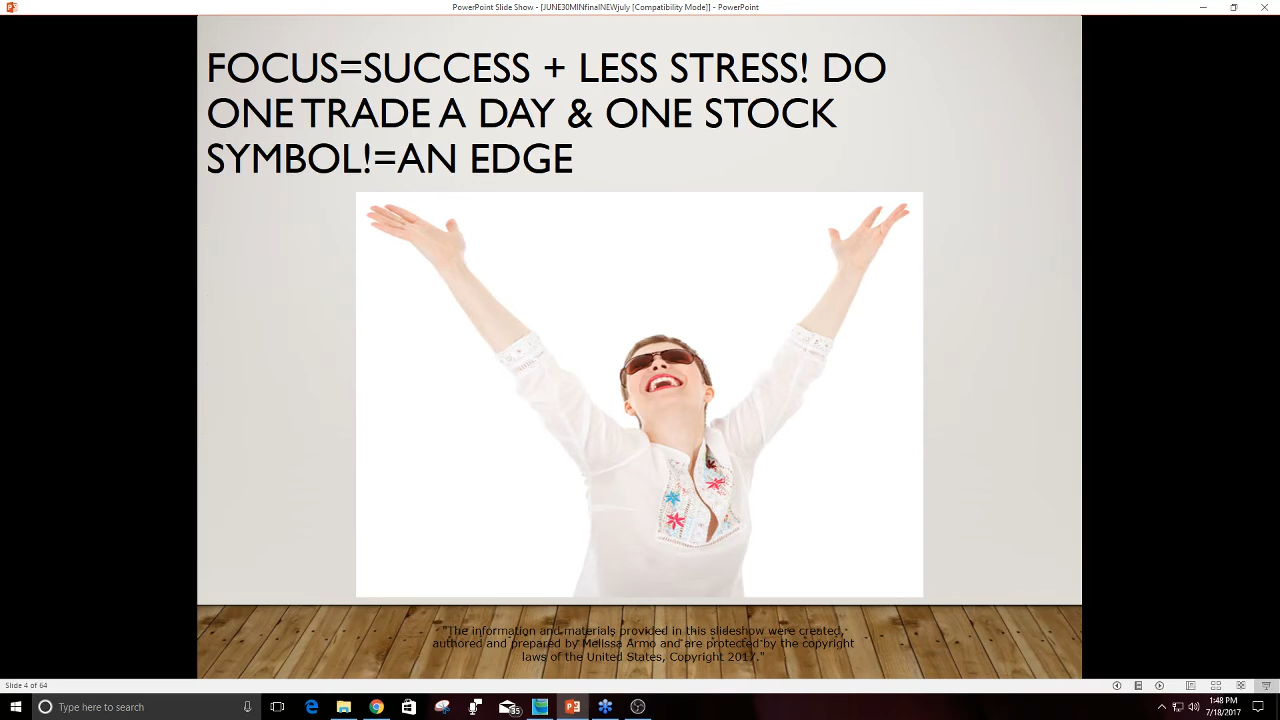 PowerPoint Slide Show - [JUNE30MINfinalNEWjuly [Compatibility Mode]] - PowerPoint
FOCUS=SUCCESS + LESS STRESS! DO
ONE TRADE A DAY & ONE STOCK
SYMBOL!=AN EDGE
"The information and materials provided in this slideshow were created,
authored and prepared by Melissa Armo and are protected by the copyright
laws of the United States, Copyright 2017."
Slide 4 of 64
Type here to search
35
1:48 PM
7/18/2017